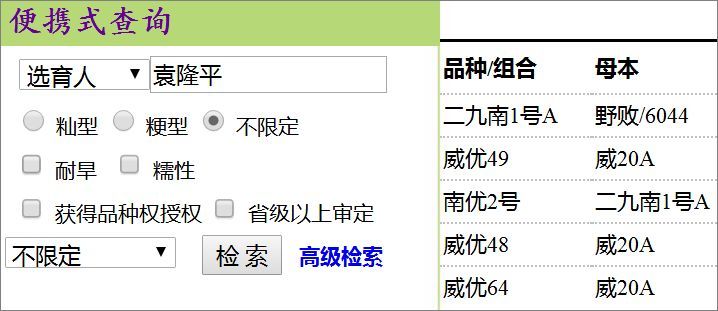 便携式查询
选育人 袁隆平
籼型 粳型 不限定
耐旱 糯性
获得品种权授权 省级以上审定
不限定 检索 高级检索
品种/组合 母本
二九南1号A 野败/6044
威优49 威20A
南优2号 二九南1号A
威优48 威20A
威优64 威20A